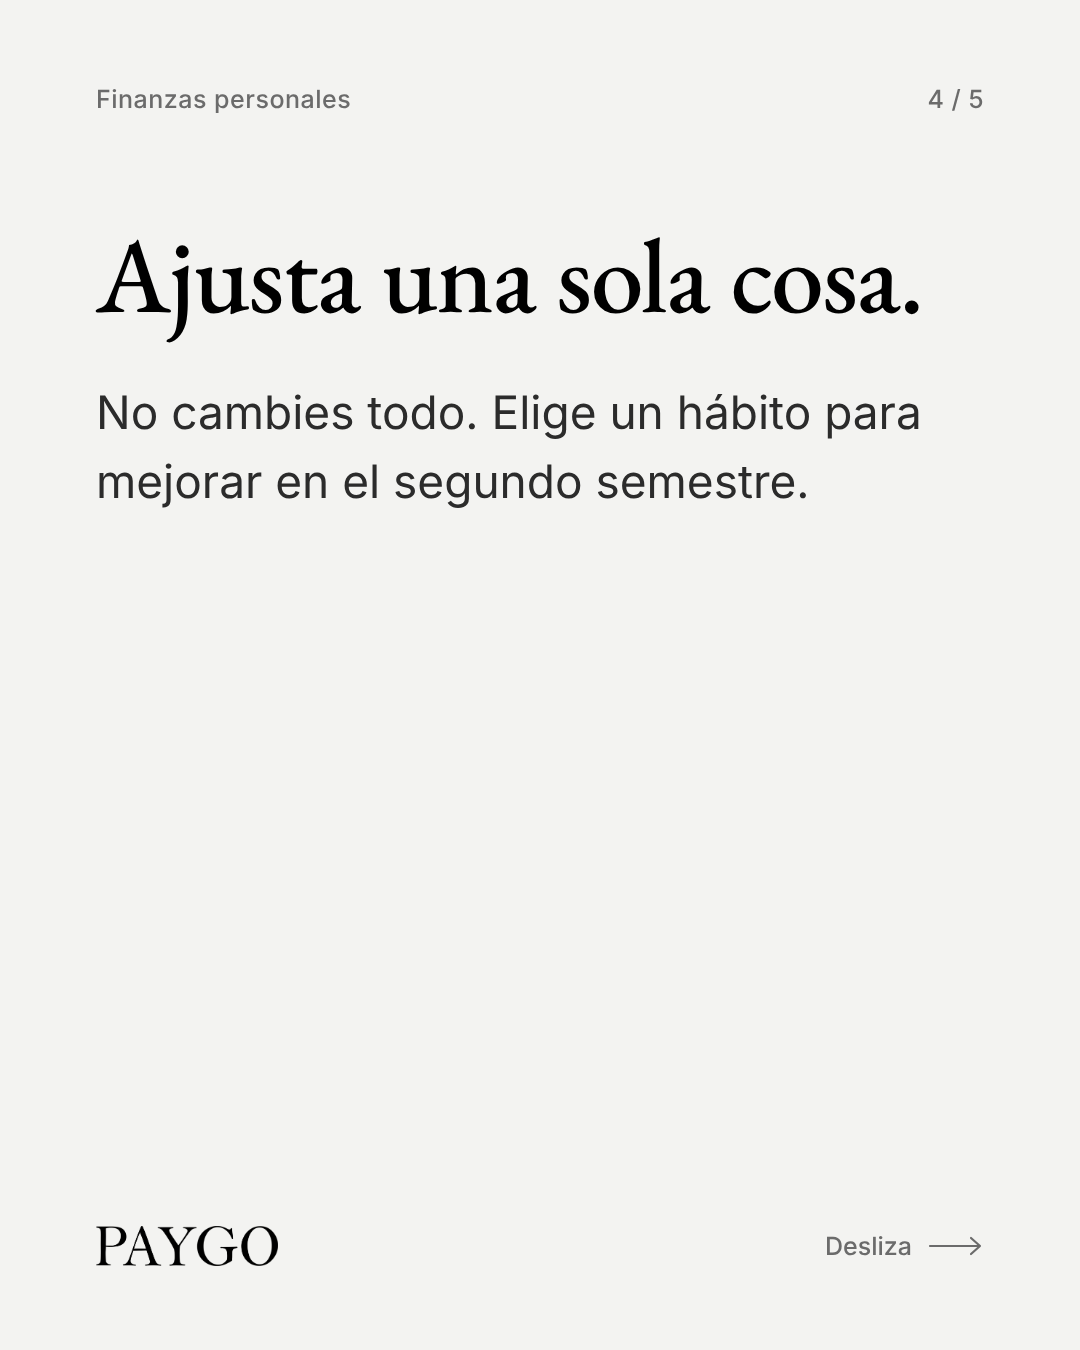 Finanzas personales
4 / 5
Ajusta una sola cosa.
No cambies todo. Elige un hábito para
mejorar en el segundo semestre.
PAYGO
Desliza